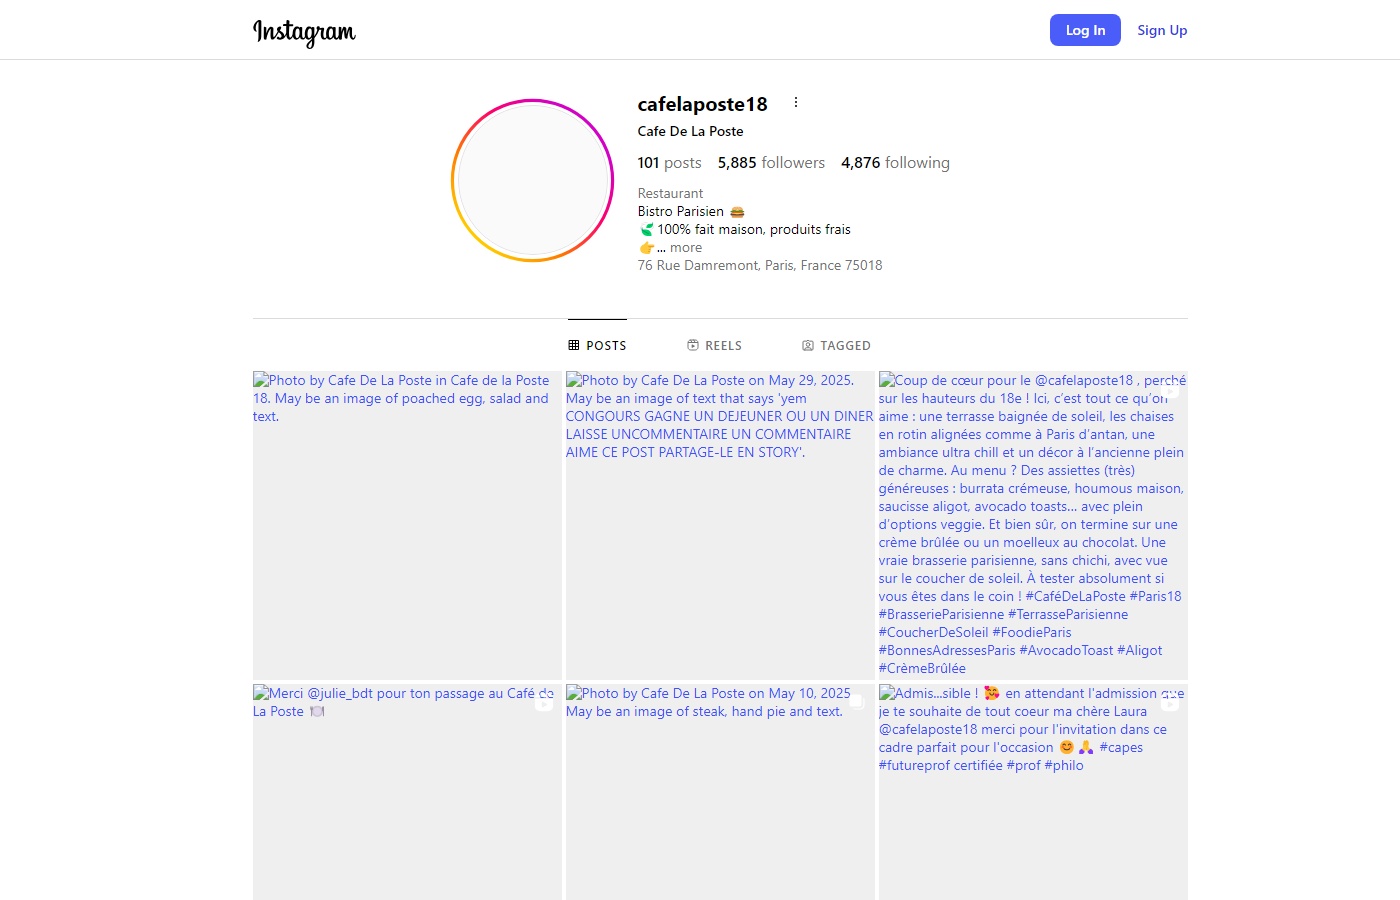 Instagram
Log In
Sign Up
cafelaposte18
Cafe De La Poste
101 posts 5,885 followers 4,876 following
Restaurant
Bistro Parisien 🍔
🌿 100% fait maison, produits frais
👉... more
76 Rue Damremont, Paris, France 75018
POSTS
REELS
TAGGED
Photo by Cafe De La Poste in Cafe de la Poste
18. May be an image of poached egg, salad and
text.
Photo by Cafe De La Poste on May 29, 2025.
May be an image of text that says 'yem
CONGOURS GAGNE UN DEJEUNER OU UN DINER
LAISSE UNCOMMENTAIRE UN COMMENTAIRE
AIME CE POST PARTAGE-LE EN STORY'.
Coup de cœur pour le @cafelaposte18 , perché
sur les hauteurs du 18e ! Ici, c’est tout ce qu’on
aime : une terrasse baignée de soleil, les chaises
en rotin alignées comme à Paris d’antan, une
ambiance ultra chill et un décor à l’ancienne plein
de charme. Au menu ? Des assiettes (très)
généreuses : burrata crémeuse, houmous maison,
saucisse aligot, avocado toasts… avec plein
d’options veggie. Et bien sûr, on termine sur une
crème brûlée ou un moelleux au chocolat. Une
vraie brasserie parisienne, sans chichi, avec vue
sur le coucher de soleil. À tester absolument si
vous êtes dans le coin ! #CaféDeLaPoste #Paris18
#BrasserieParisienne #TerrasseParisienne
#CoucherDeSoleil #FoodieParis
#BonnesAdressesParis #AvocadoToast #Aligot
#CrèmeBrûlée
Merci @julie_bdt pour ton passage au Café de
La Poste 🍽️
Photo by Cafe De La Poste on May 10, 2025.
May be an image of steak, hand pie and text.
Admis...sible ! 🥰 en attendant l'admission que
je te souhaite de tout coeur ma chère Laura
@cafelaposte18 merci pour l'invitation dans ce
cadre parfait pour l'occasion 😊🙏 #capes
#futureprof certifiée #prof #philo